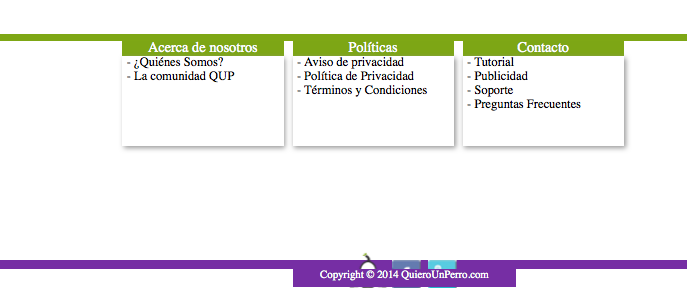 Acerca de nosotros
- ¿Quiénes Somos?
- La comunidad QUP
Políticas
- Aviso de privacidad
- Política de Privacidad
- Términos y Condiciones
Contacto
- Tutorial
- Publicidad
- Soporte
- Preguntas Frecuentes
Copyright © 2014 QuieroUnPerro.com